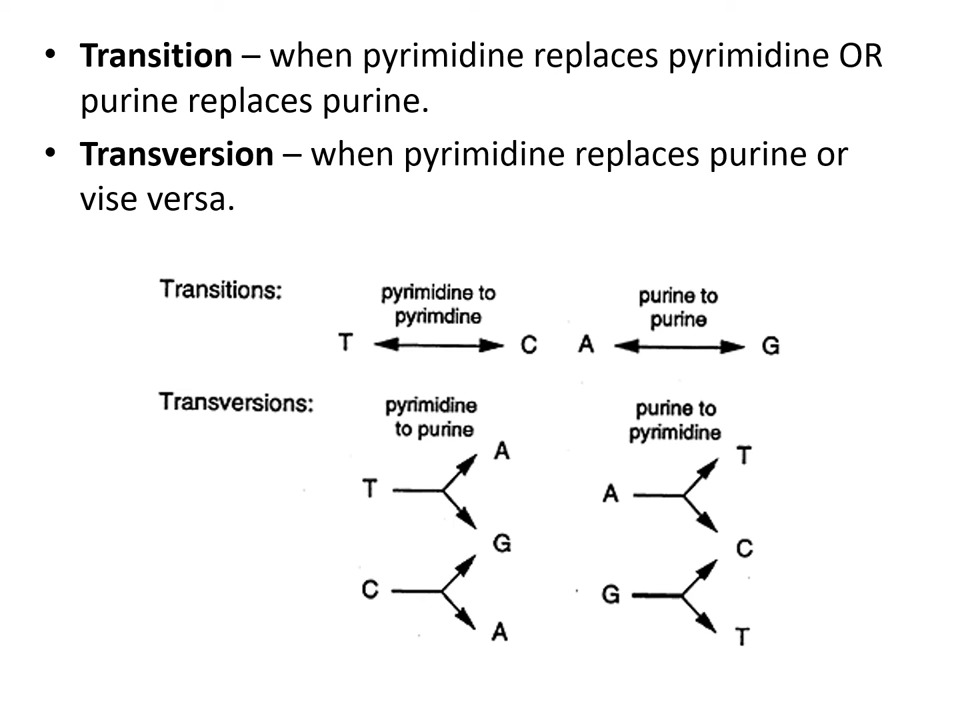 • Transition – when pyrimidine replaces pyrimidine OR
purine replaces purine.
• Transversion – when pyrimidine replaces purine or
vise versa.
Transitions:
pyrimidine to
pyrimdine
T C
purine to
purine
A G
Transversions:
pyrimidine
to purine
T
A
G
C
A
purine to
pyrimidine
A
T
C
G
T